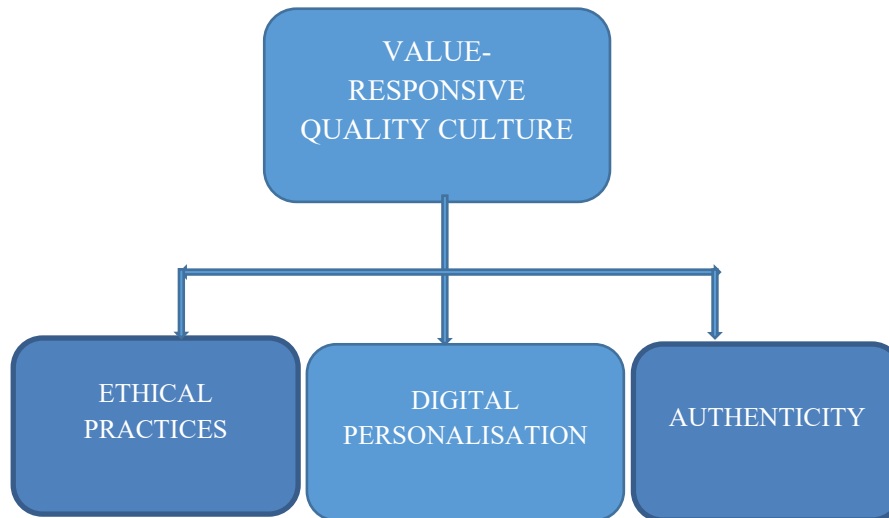 VALUE-
RESPONSIVE
QUALITY CULTURE
ETHICAL
PRACTICES
DIGITAL
PERSONALISATION
AUTHENTICITY